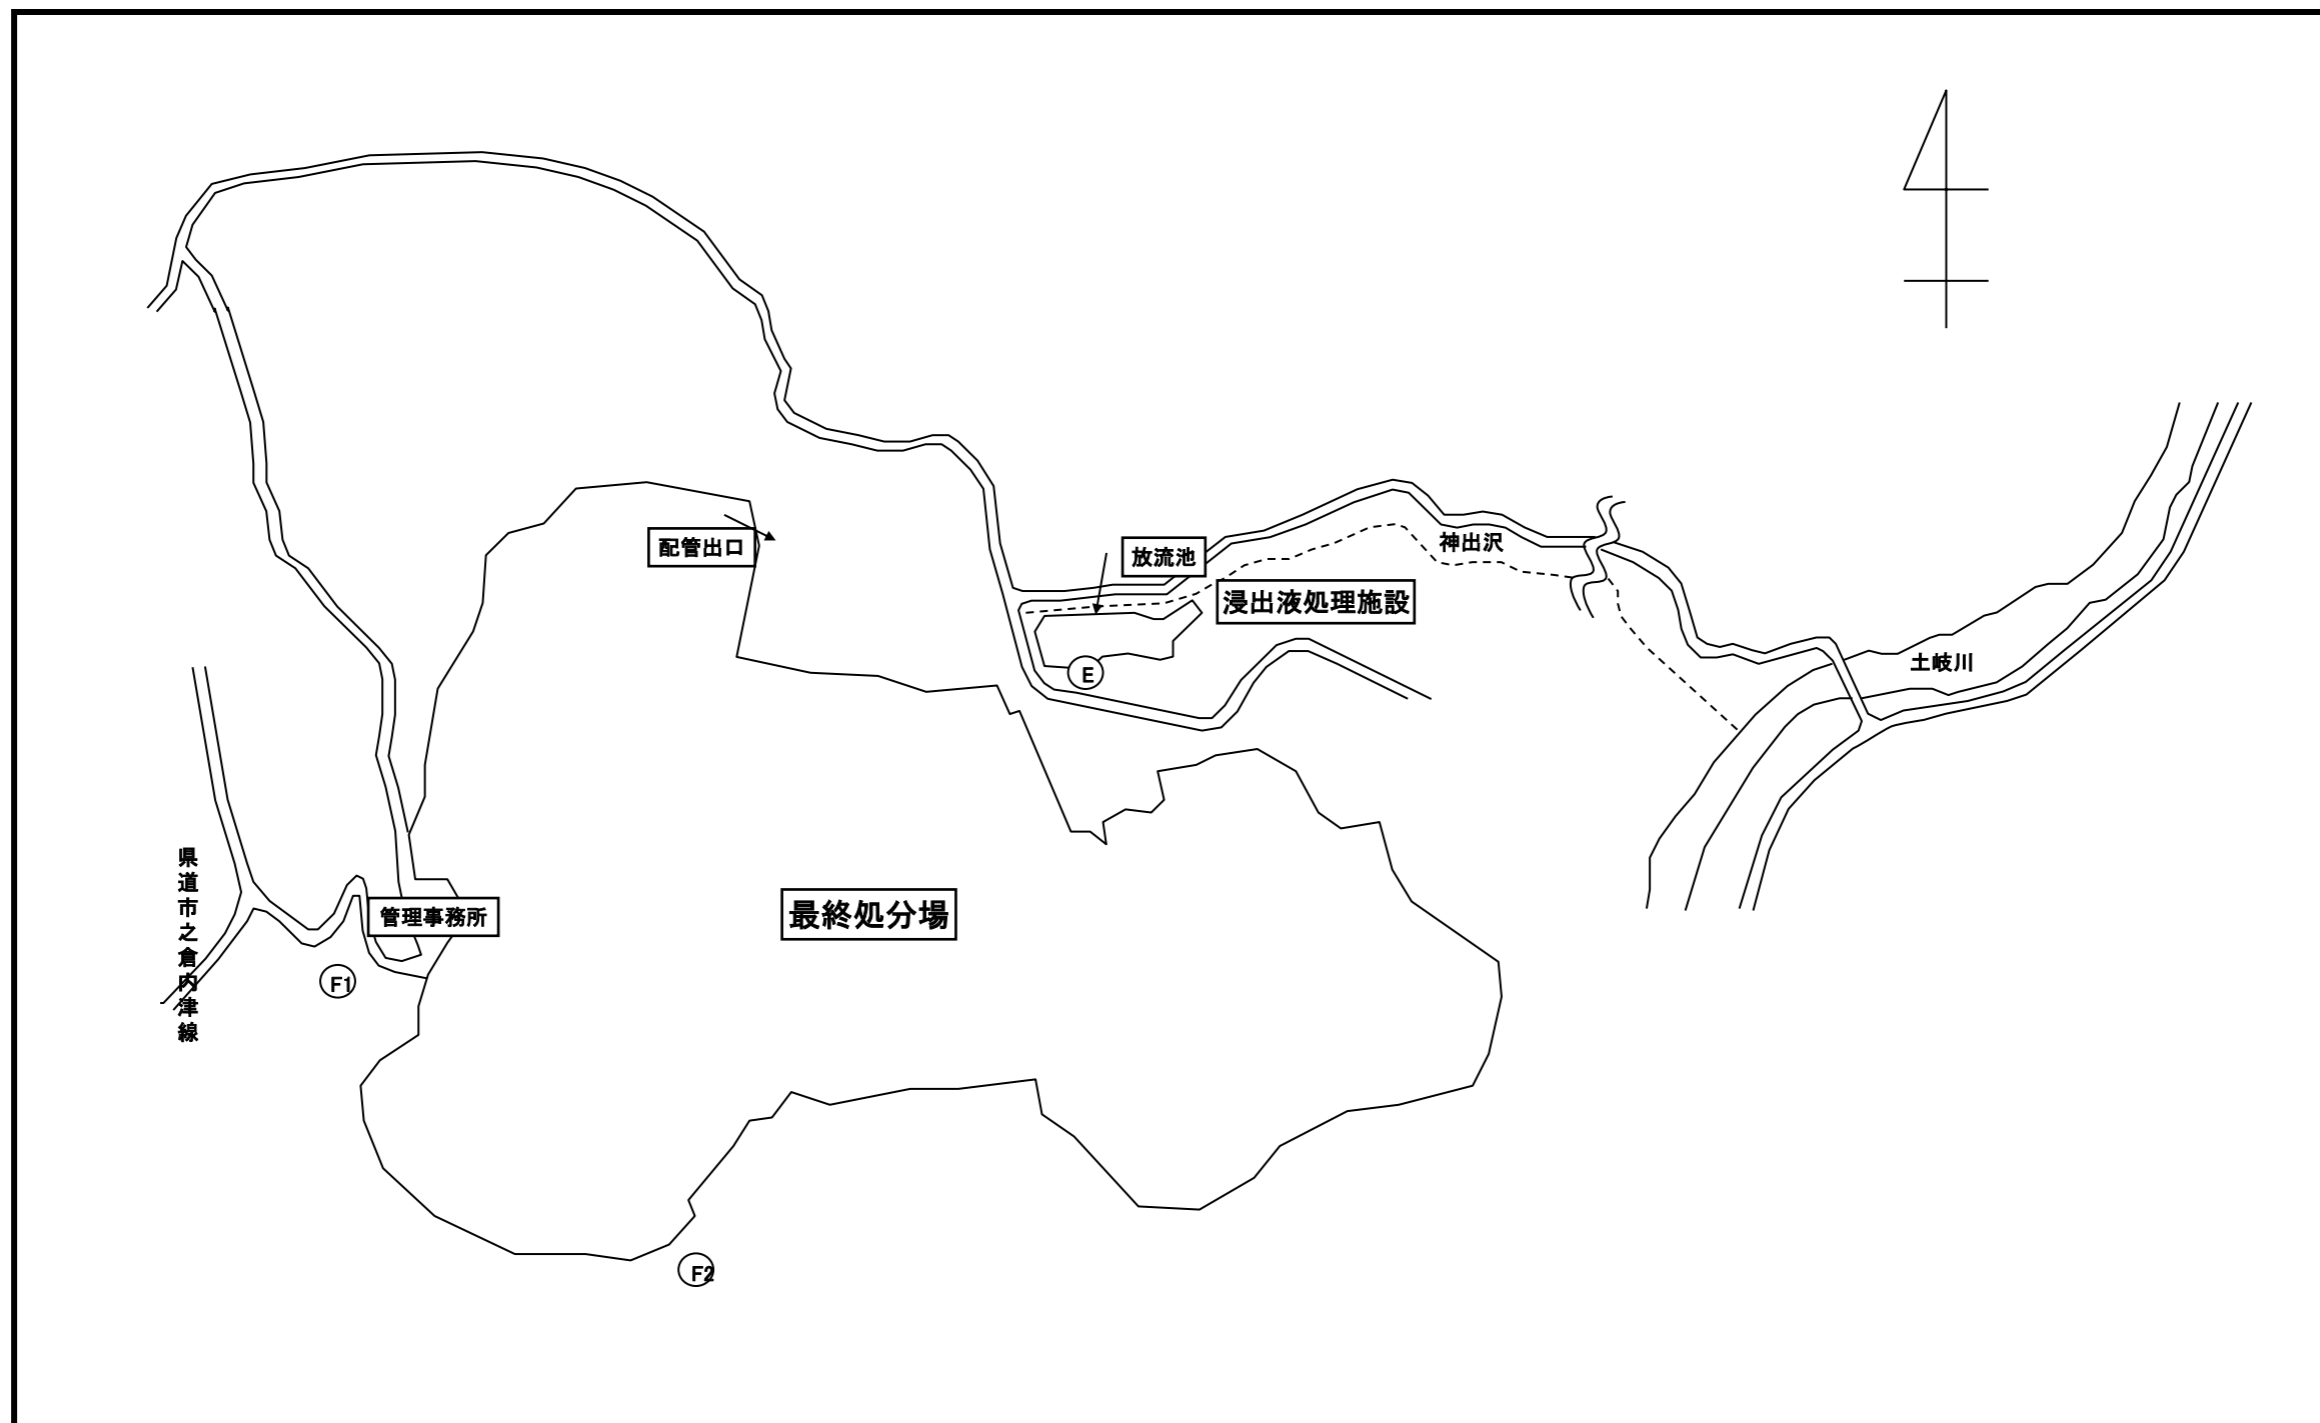 配管出口
放流池
神出沢
浸出液処理施設
土岐川
E
県道市之倉内津線
管理事務所
最終処分場
F1
F2